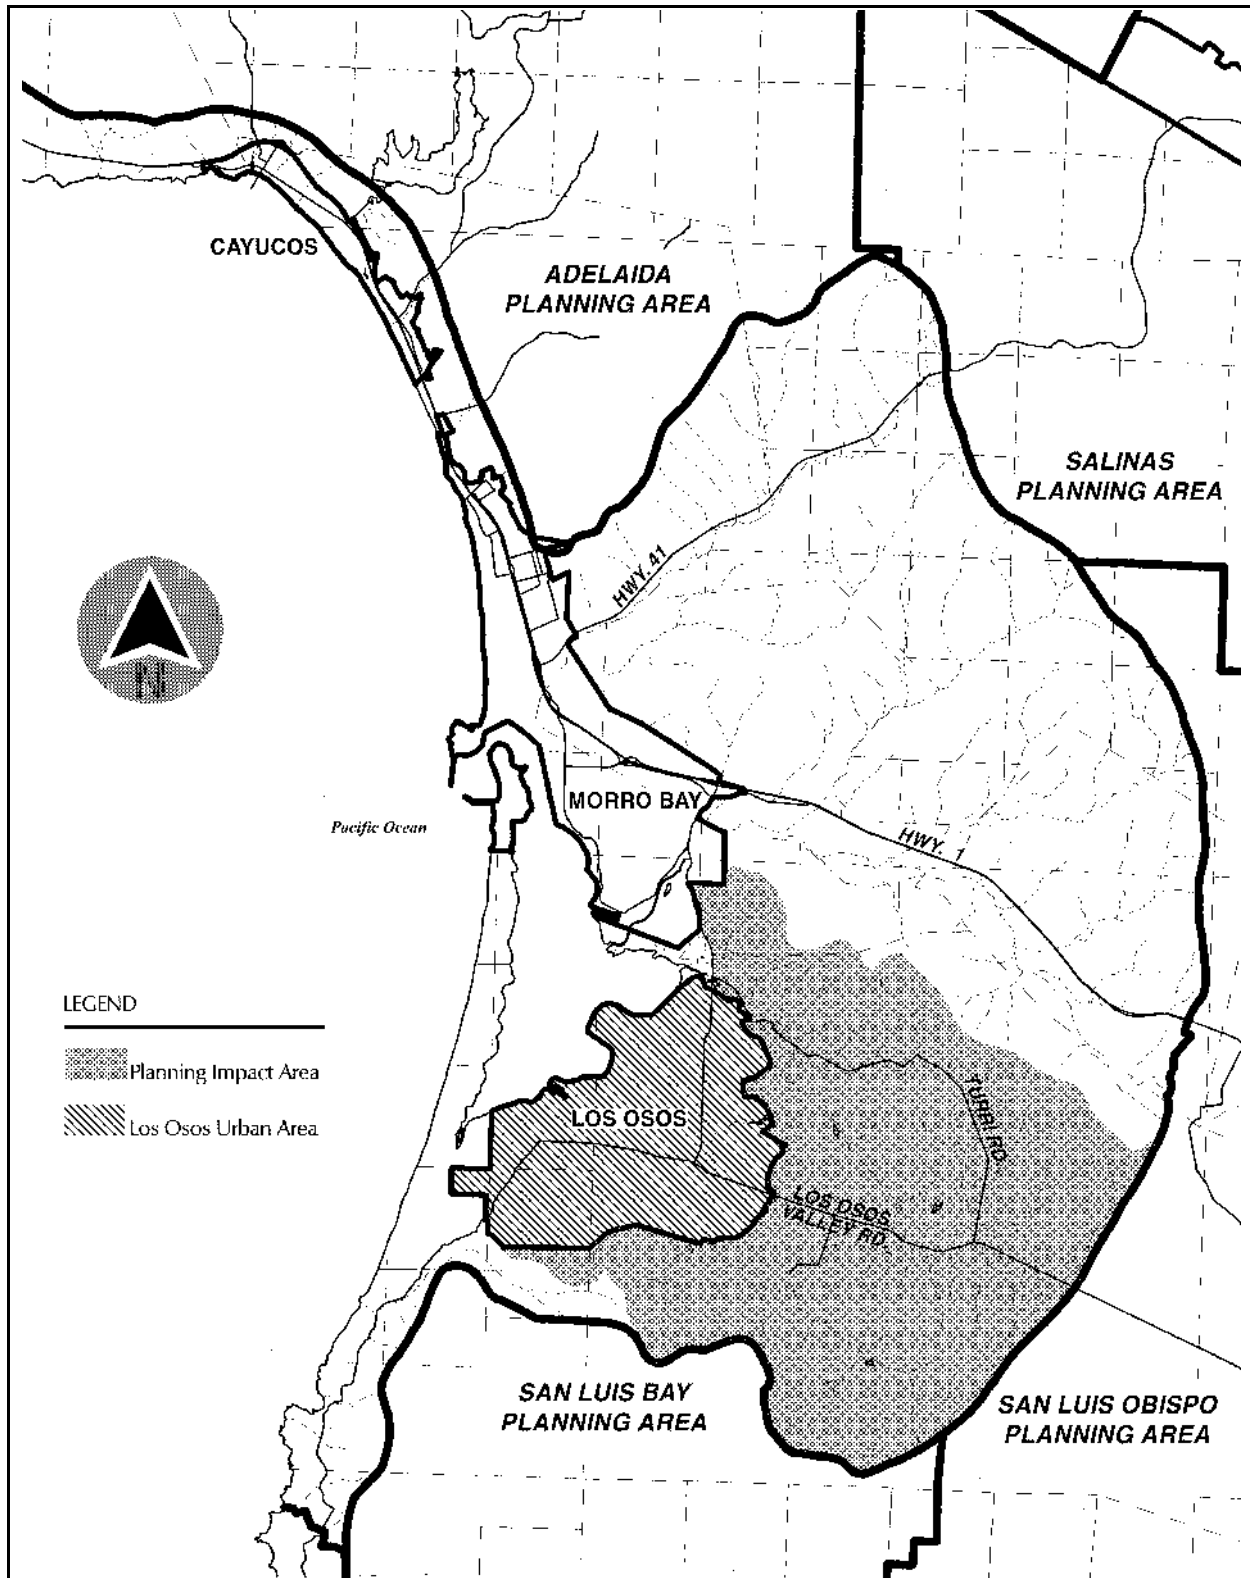 CAYUCOS
ADELAIDA
PLANNING AREA
SALINAS
PLANNING AREA
HWY. 41
N
MORRO BAY
Pacific Ocean
HWY. 1
LEGEND
Planning Impact Area
Los Osos Urban Area
LOS OSOS
TURRI RD.
LOS OSOS
VALLEY RD.
SAN LUIS BAY
PLANNING AREA
SAN LUIS OBISPO
PLANNING AREA